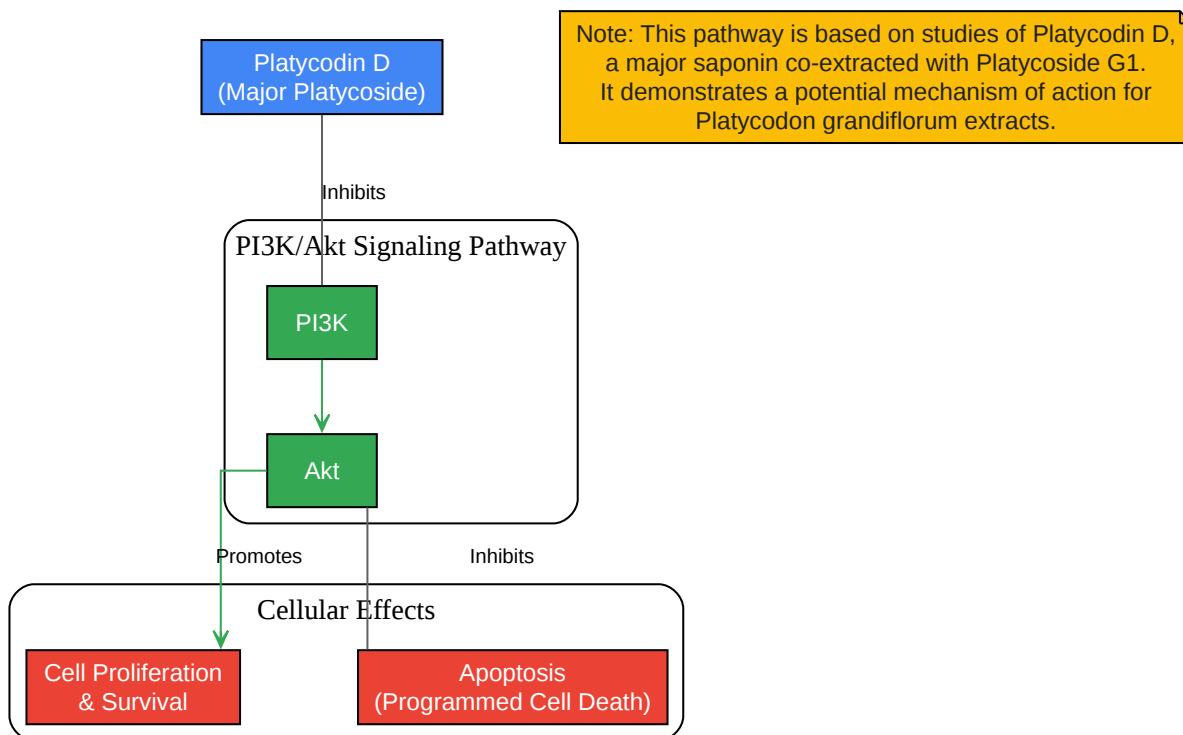 Platycodin D
(Major Platycoside)
Note: This pathway is based on studies of Platycodin D,
a major saponin co-extracted with Platycoside G1.
It demonstrates a potential mechanism of action for
Platycodon grandiflorum extracts.
Inhibits
PI3K/Akt Signaling Pathway
PI3K
Akt
Promotes
Inhibits
Cellular Effects
Cell Proliferation
& Survival
Apoptosis
(Programmed Cell Death)